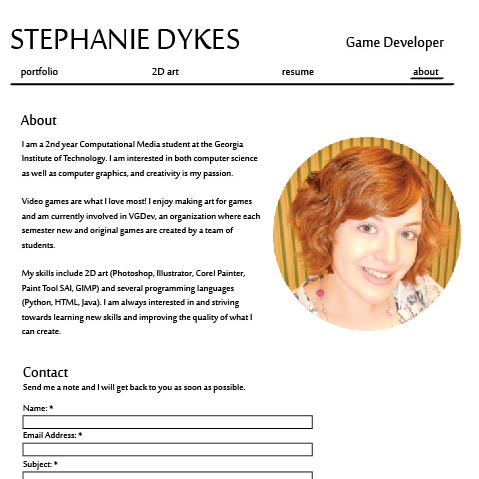 STEPHANIE DYKES
Game Developer
portfolio
2D art
resume
about
About
I am a 2nd year Computational Media student at the Georgia
Institute of Technology. I am interested in both computer science
as well as computer graphics, and creativity is my passion.
Video games are what I love most! I enjoy making art for games
and am currently involved in VGDev, an organization where each
semester new and original games are created by a team of
students.
My skills include 2D art (Photoshop, Illustrator, Corel Painter,
Paint Tool SAI, GIMP) and several programming languages
(Python, HTML, Java). I am always interested in and striving
towards learning new skills and improving the quality of what I
can create.
Contact
Send me a note and I will get back to you as soon as possible.
Name: *
Email Address: *
Subject: *